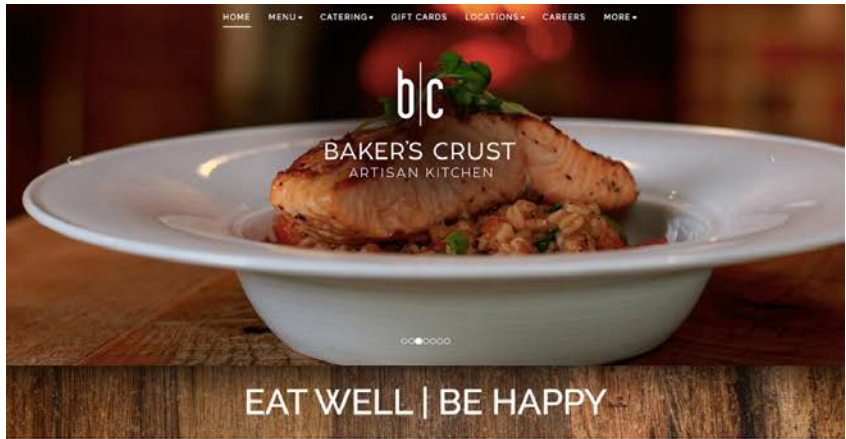 HOME MENU CATERING GIFT CARDS LOCATIONS CAREERS MORE
b|c
BAKER'S CRUST
ARTISAN KITCHEN
EAT WELL | BE HAPPY